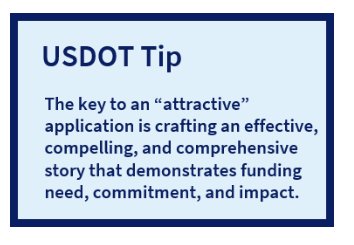 USDOT Tip
The key to an “attractive”
application is crafting an effective,
compelling, and comprehensive
story that demonstrates funding
need, commitment, and impact.